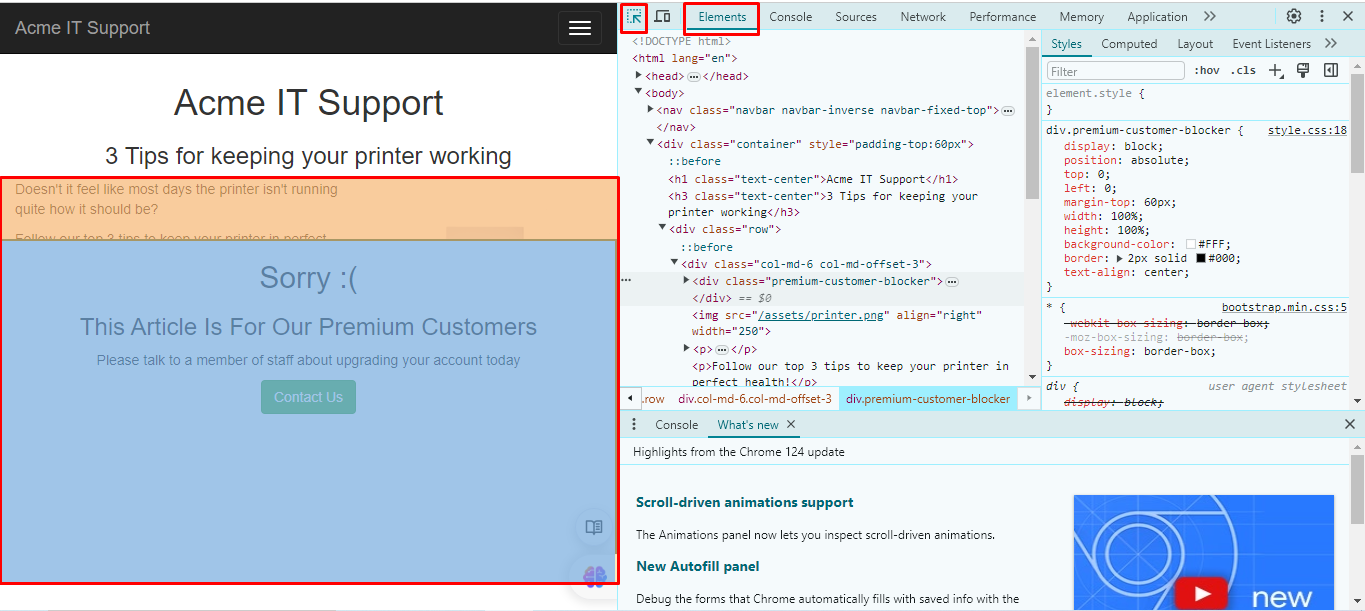 Acme IT Support
Acme IT Support
3 Tips for keeping your printer working
Doesn't it feel like most days the printer isn't running
quite how it should be?
Follow our top 3 tips to keep your printer in perfect
Sorry :(
This Article Is For Our Premium Customers
Please talk to a member of staff about upgrading your account today
Contact Us
Elements Console Sources Network Performance Memory Application
<!DOCTYPE html>
<html lang="en">
<head> ⋯ </head>
<body>
<nav class="navbar navbar-inverse navbar-fixed-top"> ⋯
</nav>
<div class="container" style="padding-top:60px">
::before
<h1 class="text-center">Acme IT Support</h1>
<h3 class="text-center">3 Tips for keeping your
printer working</h3>
<div class="row">
::before
<div class="col-md-6 col-md-offset-3">
<div class="premium-customer-blocker"> ⋯
</div> == $0
<img src="/assets/printer.png" align="right"
width="250">
<p> ⋯ </p>
<p>Follow our top 3 tips to keep your printer in
perfect health!</p>
.row div.col-md-6.col-md-offset-3 div.premium-customer-blocker
Styles Computed Layout Event Listeners
Filter :hov .cls
element.style {
}
div.premium-customer-blocker { style.css:18
display: block;
position: absolute;
top: 0;
left: 0;
margin-top: 60px;
width: 100%;
height: 100%;
background-color: #FFF;
border: 2px solid #000;
text-align: center;
}
* { bootstrap.min.css:5
-webkit-box-sizing: border-box;
-moz-box-sizing: border-box;
box-sizing: border-box;
}
div { user agent stylesheet
display: block;
Console What's new
Highlights from the Chrome 124 update
Scroll-driven animations support
The Animations panel now lets you inspect scroll-driven animations.
New Autofill panel
Debug the forms that Chrome automatically fills with saved info with the
new